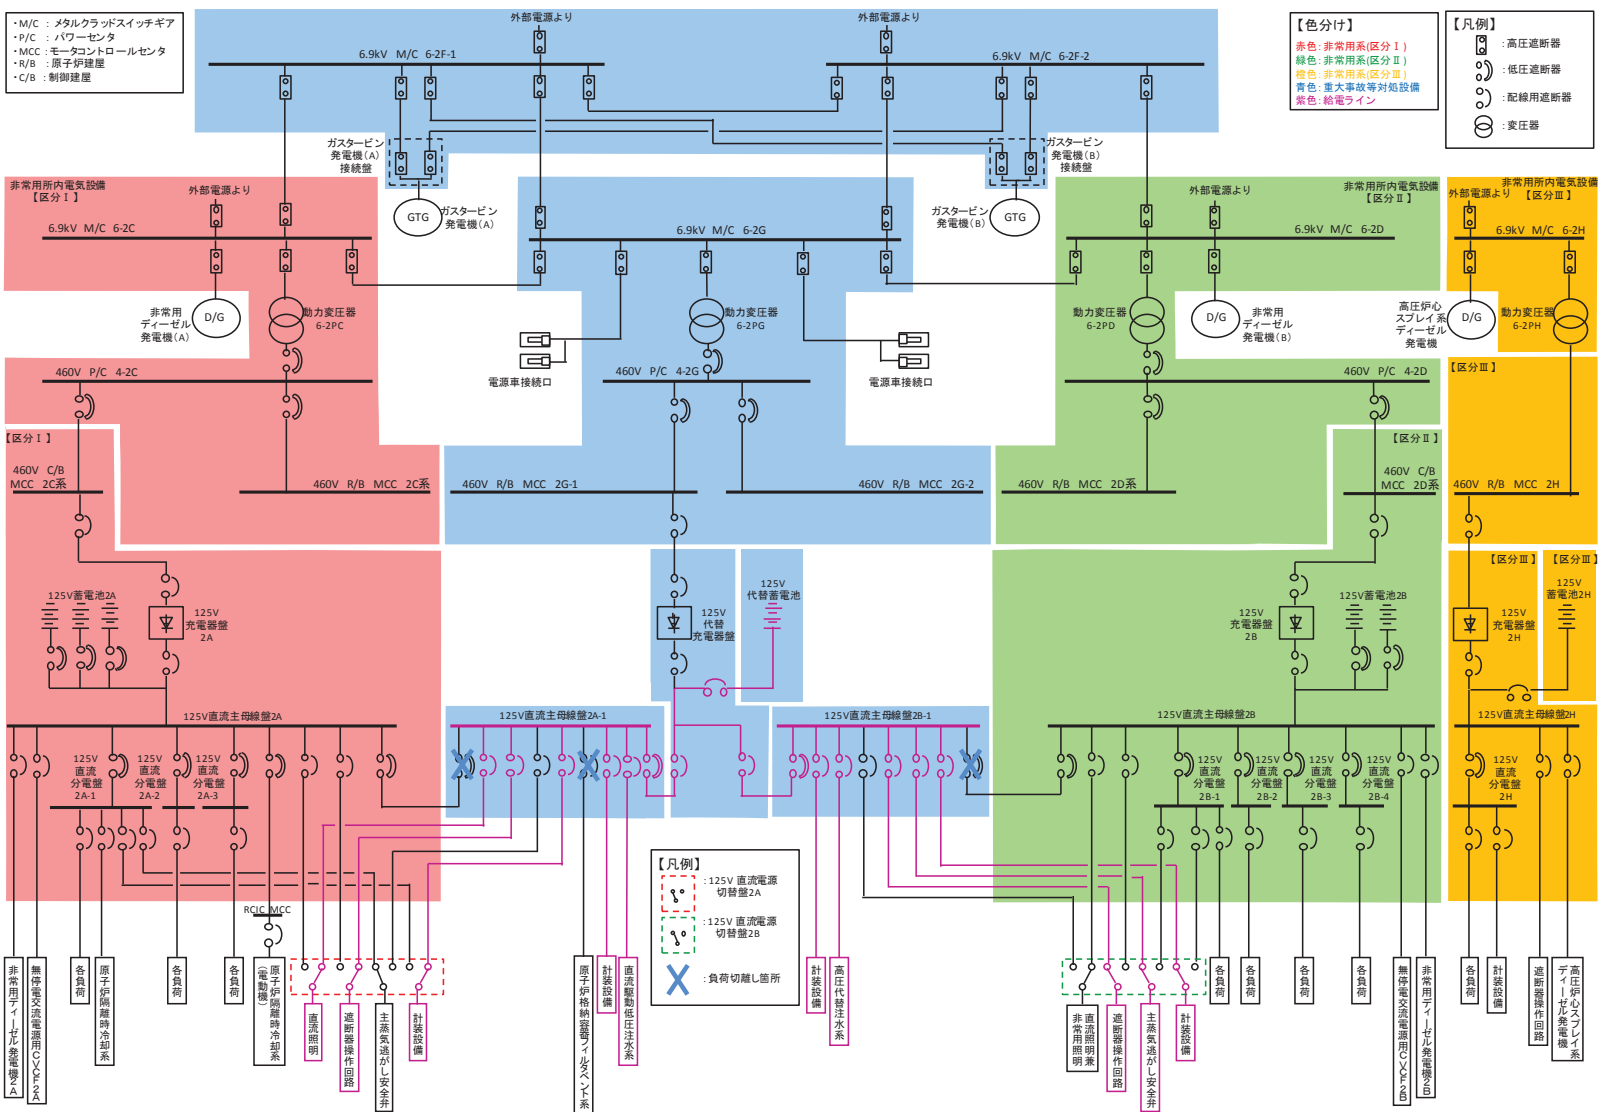 ・M/C ： メタルクラッドスイッチギア
・P/C ： パワーセンタ
・MCC ：モータコントロールセンタ
・R/B ： 原子炉建屋
・C/B ： 制御建屋
外部電源より
外部電源より
6.9kV M/C 6-2F-1
6.9kV M/C 6-2F-2
【色分け】
赤色：非常用系(区分Ⅰ)
緑色：非常用系(区分Ⅱ)
橙色：非常用系(区分Ⅲ)
青色：重大事故等対処設備
紫色：給電ライン
【凡例】
：高圧遮断器
：低圧遮断器
：配線用遮断器
：変圧器
ガスタービン
発電機(A)
接続盤
ガスタービン
発電機(B)
接続盤
GTG
ガスタービン
発電機(A)
ガスタービン
発電機(B)
GTG
非常用所内電気設備
【区分Ⅰ】
外部電源より
6.9kV M/C 6-2C
6.9kV M/C 6-2G
外部電源より
非常用所内電気設備
【区分Ⅱ】
6.9kV M/C 6-2D
非常用所内電気設備
【区分Ⅲ】
外部電源より
6.9kV M/C 6-2H
非常用
ディーゼル
発電機(A)
D/G
動力変圧器
6-2PC
動力変圧器
6-2PG
動力変圧器
6-2PD
D/G
非常用
ディーゼル
発電機(B)
高圧炉心
スプレイ系
ディーゼル
発電機
D/G
動力変圧器
6-2PH
電源車接続口
電源車接続口
460V P/C 4-2C
460V P/C 4-2G
460V P/C 4-2D
【区分Ⅲ】
【区分Ⅰ】
【区分Ⅱ】
460V C/B
MCC 2C系
460V R/B MCC 2C系
460V R/B MCC 2G-1
460V R/B MCC 2G-2
460V R/B MCC 2D系
460V C/B
MCC 2D系
460V R/B MCC 2H
【区分Ⅲ】
【区分Ⅲ】
125V蓄電池2A
125V
充電器盤
2A
125V
代替
充電器盤
125V
代替蓄電池
125V
充電器盤
2B
125V蓄電池2B
125V
充電器盤
2H
125V
蓄電池2H
125V直流主母線盤2A
125V直流主母線盤2A-1
125V直流主母線盤2B-1
125V直流主母線盤2B
125V直流主母線盤2H
125V
直流
分電盤
2A-1
125V
直流
分電盤
2A-2
125V
直流
分電盤
2A-3
125V
直流
分電盤
2B-1
125V
直流
分電盤
2B-2
125V
直流
分電盤
2B-3
125V
直流
分電盤
2B-4
125V
直流
分電盤
2H
【凡例】
：125V 直流電源
切替盤2A
：125V 直流電源
切替盤2B
：負荷切離し箇所
RCIC MCC
非常用ディーゼル発電機2A
無停電交流電源用CVCF2A
各負荷
原子炉隔離時冷却系
各負荷
各負荷
原子炉隔離時冷却系
(電動機)
直流照明
遮断器操作回路
主蒸気逃がし安全弁
計装設備
原子炉格納容器フィルタベント系
計装設備
直流駆動低圧注水系
計装設備
高圧代替注水系
直流照明兼
非常用照明
遮断器操作回路
主蒸気逃がし安全弁
計装設備
各負荷
各負荷
各負荷
各負荷
無停電交流電源用CVCF2B
非常用ディーゼル発電機2B
各負荷
計装設備
遮断器操作回路
高圧炉心スプレイ系
ディーゼル発電機